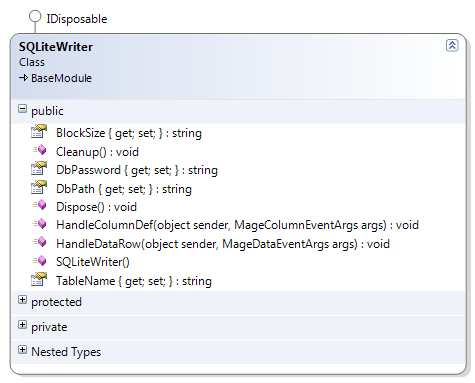 IDisposable
SQLiteWriter
Class
BaseModule
public
BlockSize { get; set; } : string
Cleanup() : void
DbPassword { get; set; } : string
DbPath { get; set; } : string
Dispose() : void
HandleColumnDef(object sender, MageColumnEventArgs args) : void
HandleDataRow(object sender, MageDataEventArgs args) : void
SQLiteWriter()
TableName { get; set; } : string
protected
private
Nested Types